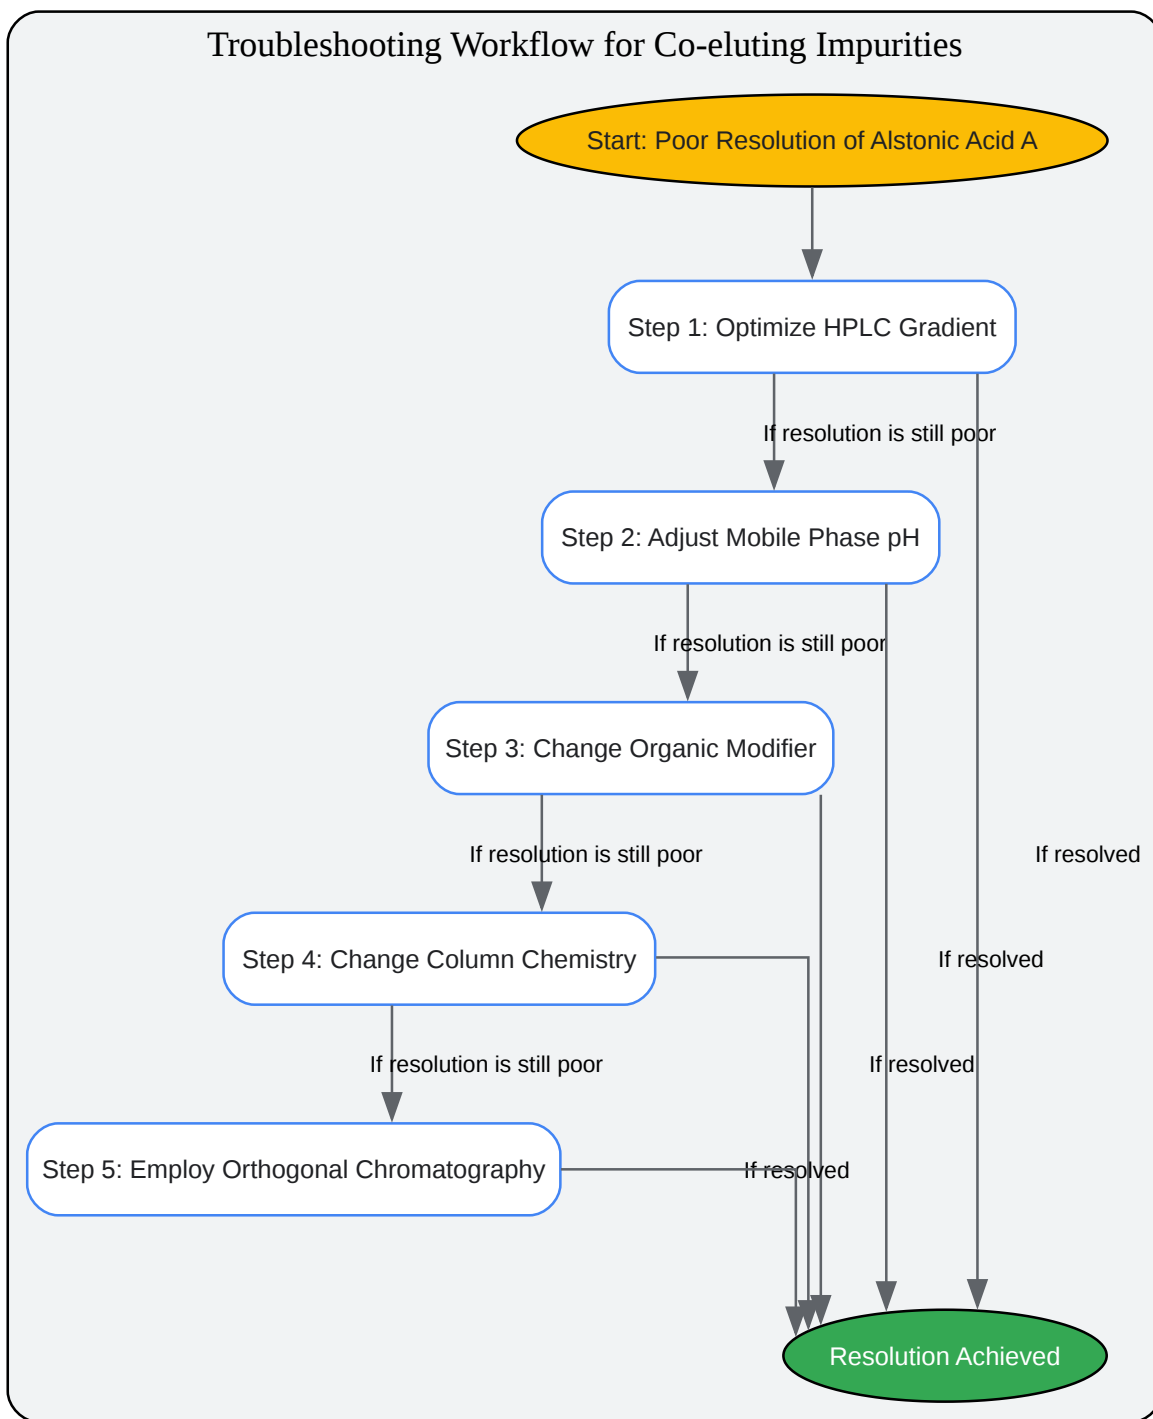 Troubleshooting Workflow for Co-eluting Impurities
Start: Poor Resolution of Alstonic Acid A
Step 1: Optimize HPLC Gradient
If resolution is still poor
Step 2: Adjust Mobile Phase pH
If resolution is still poor
Step 3: Change Organic Modifier
If resolution is still poor
If resolved
Step 4: Change Column Chemistry
If resolved
If resolution is still poor
If resolved
Step 5: Employ Orthogonal Chromatography
If resolved
Resolution Achieved